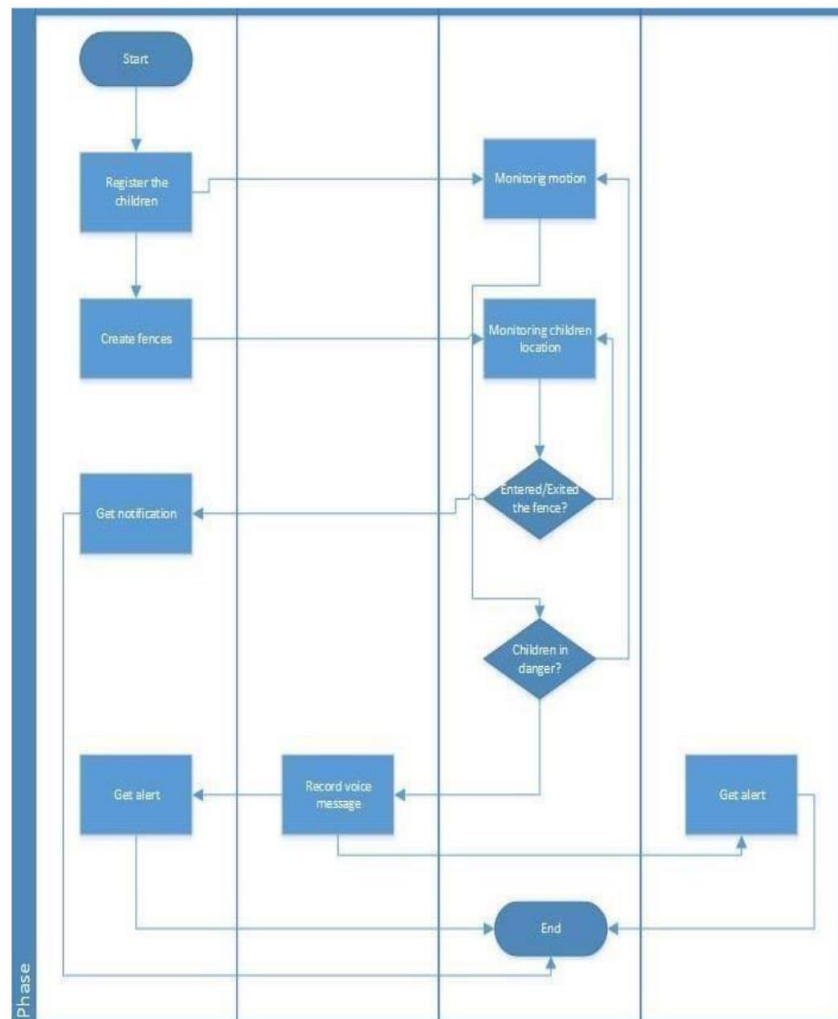 Start
Register the
children
Monitorig motion
Create fences
Monitoring children
location
Entered/Exited
the fence?
Get notification
Children in
danger?
Get alert
Record voice
message
Get alert
End
Phase